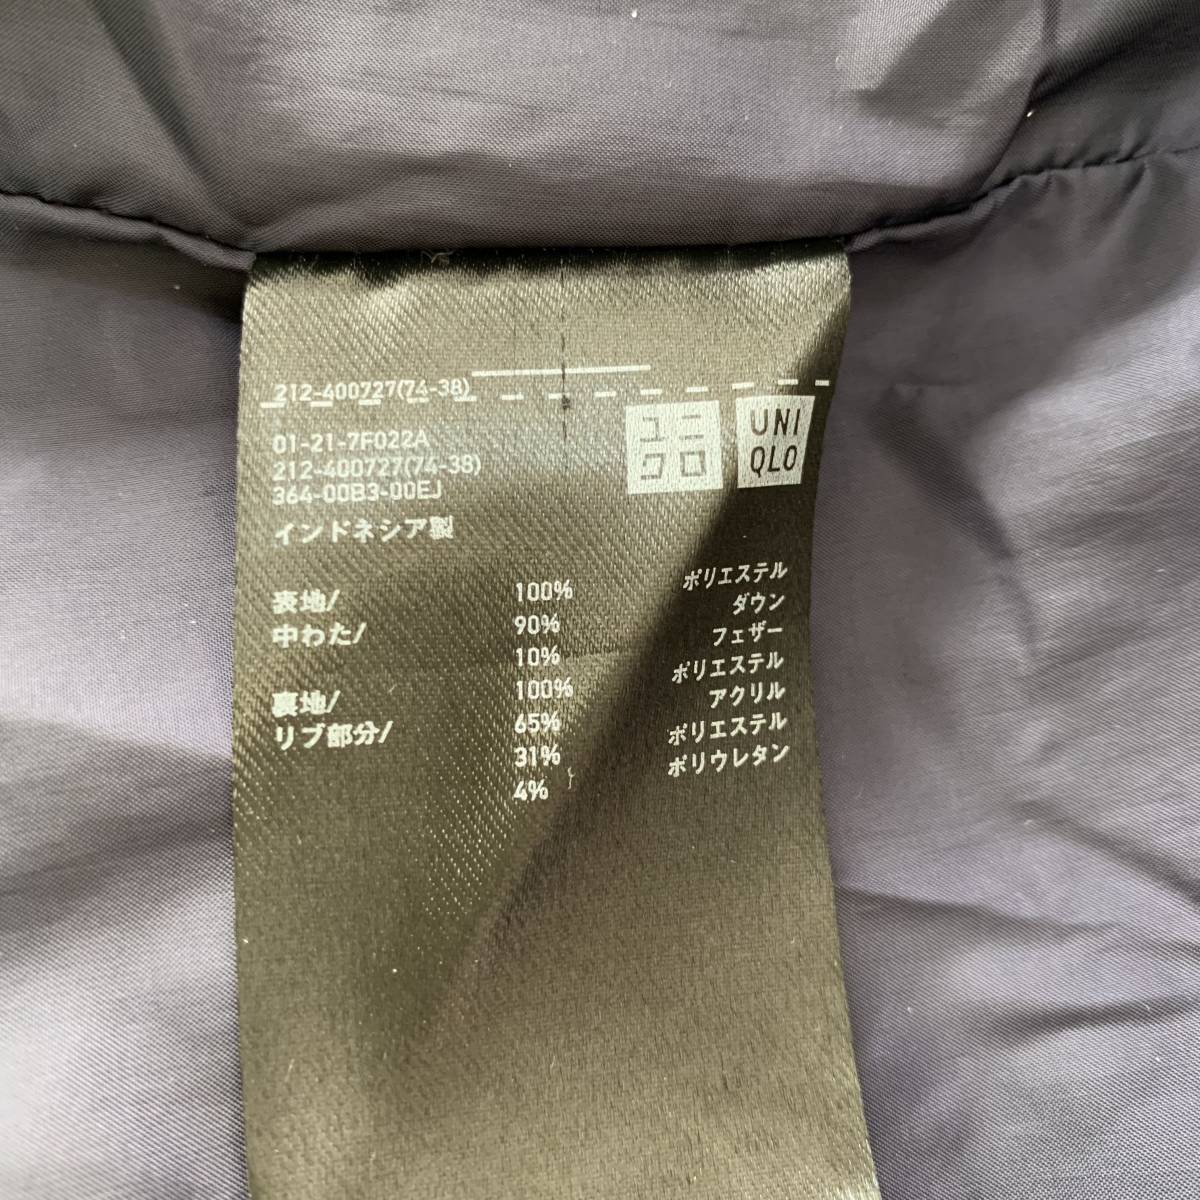 212-400727(74-38)
01-21-7F022A
212-400727(74-38)
364-00B3-00EJ
インドネシア製
ユニ
クロ
UNI
QLO
表地/ 100% ポリエステル
中わた/ 90% ダウン
10% フェザー
裏地/ 100% ポリエステル
リブ部分/ 65% アクリル
31% ポリエステル
4% ポリウレタン